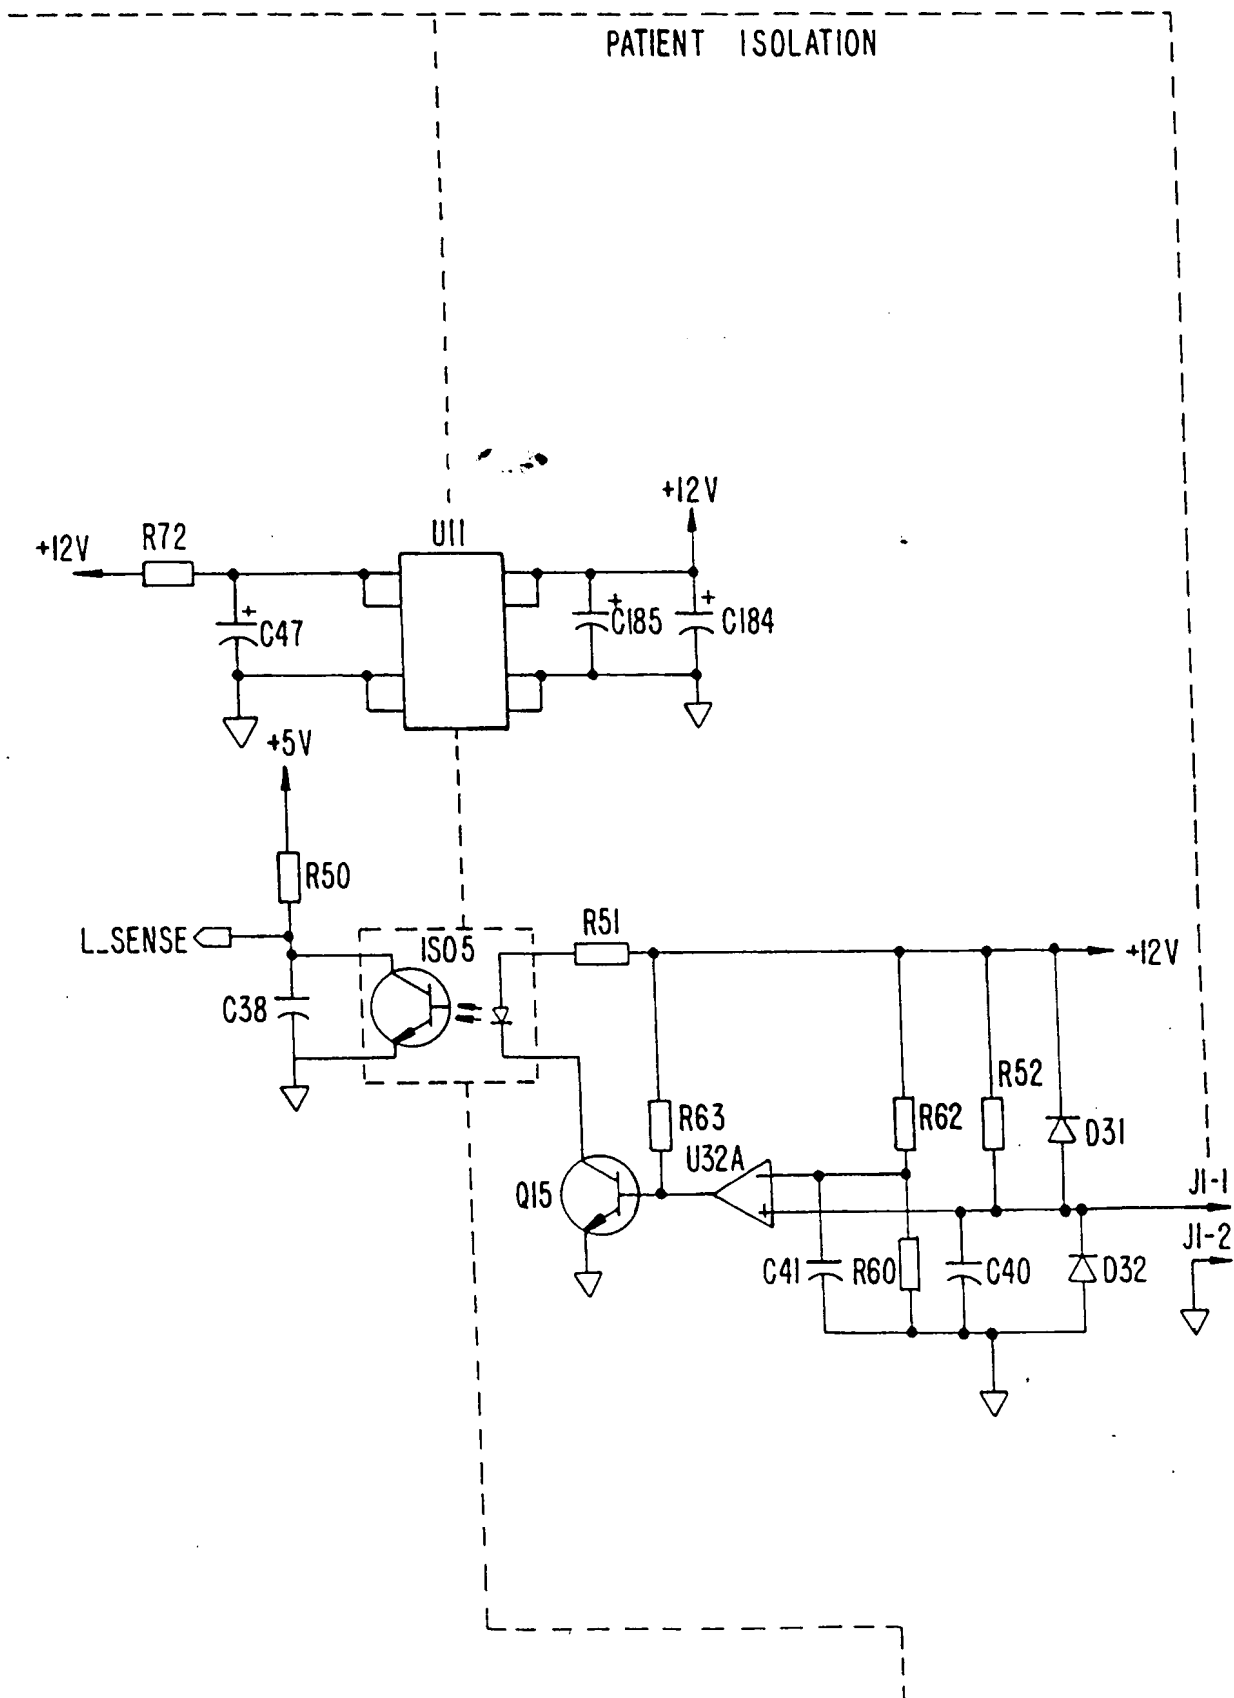 PATIENT ISOLATION
+12V
+12V
R72
U11
+
C47
+
C185
+
C184
+5V
R50
L_SENSE
ISO5
R51
+12V
C38
R52
R63
R62
D31
U32A
Q15
J1-1
J1-2
C41
R60
C40
D32